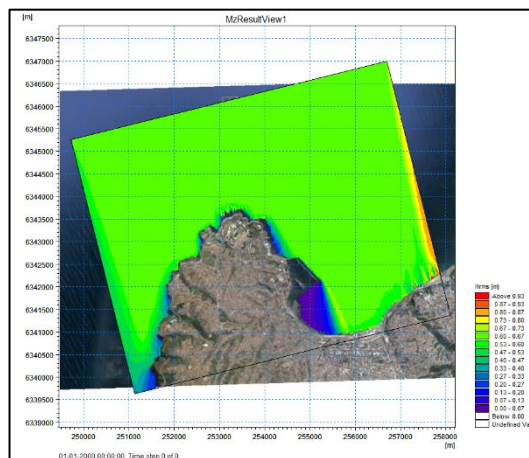 MzResultView1
[m]
6347500
6347000
6346500
6346000
6345500
6345000
6344500
6344000
6343500
6343000
6342500
6342000
6341500
6341000
6340500
6340000
6339500
250000 251000 252000 253000 254000 255000 256000 257000 258000
[m]
01-01-2000 00:00:00 Time step 0 of 0
Hrms [m]
Above 0.93
0.87 - 0.93
0.80 - 0.87
0.73 - 0.80
0.67 - 0.73
0.60 - 0.67
0.53 - 0.60
0.47 - 0.53
0.40 - 0.47
0.33 - 0.40
0.27 - 0.33
0.20 - 0.27
0.13 - 0.20
0.07 - 0.13
0.00 - 0.07
Below 0.00
Undefined Va